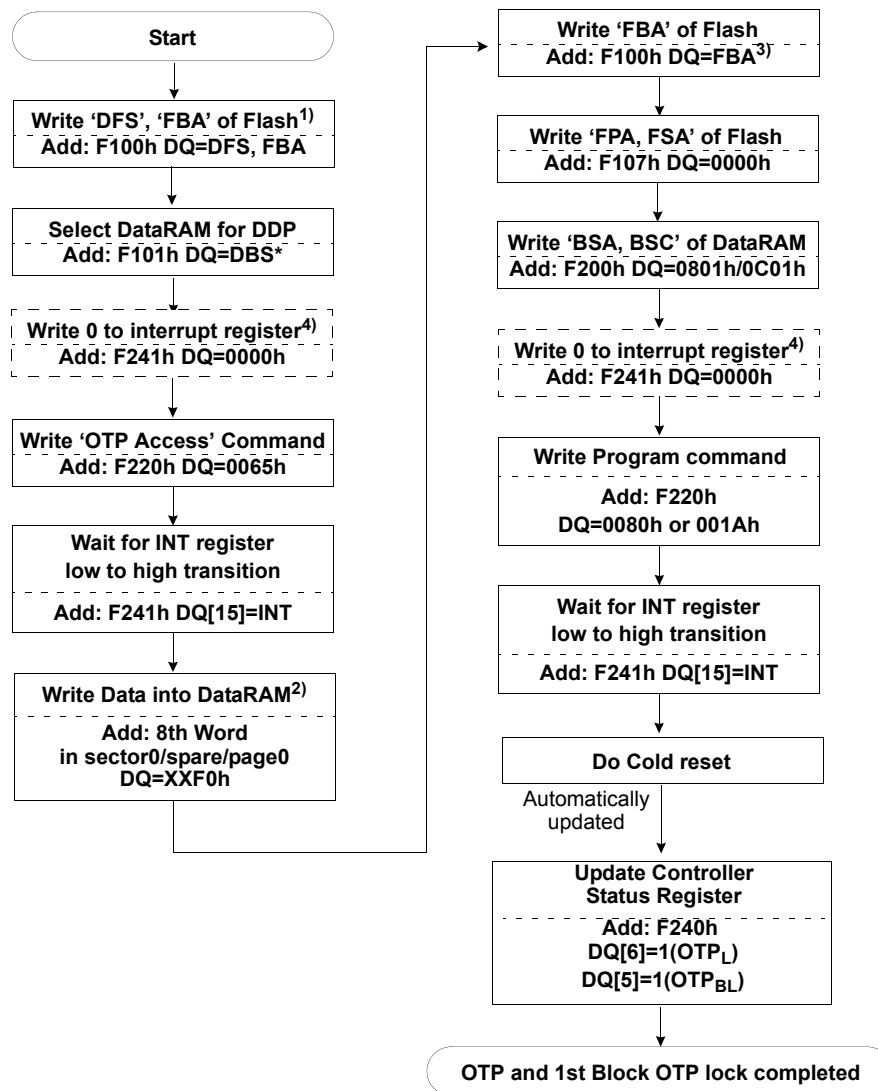 Start
Write ‘DFS’, ‘FBA’ of Flash1)
Add: F100h DQ=DFS, FBA
Select DataRAM for DDP
Add: F101h DQ=DBS*
Write 0 to interrupt register4)
Add: F241h DQ=0000h
Write ‘OTP Access’ Command
Add: F220h DQ=0065h
Wait for INT register
low to high transition
Add: F241h DQ[15]=INT
Write Data into DataRAM2)
Add: 8th Word
in sector0/spare/page0
DQ=XXF0h
Write ‘FBA’ of Flash
Add: F100h DQ=FBA3)
Write ‘FPA, FSA’ of Flash
Add: F107h DQ=0000h
Write ‘BSA, BSC’ of DataRAM
Add: F200h DQ=0801h/0C01h
Write 0 to interrupt register4)
Add: F241h DQ=0000h
Write Program command
Add: F220h
DQ=0080h or 001Ah
Wait for INT register
low to high transition
Add: F241h DQ[15]=INT
Do Cold reset
Automatically
updated
Update Controller
Status Register
Add: F240h
DQ[6]=1(OTPL)
DQ[5]=1(OTPBL)
OTP and 1st Block OTP lock completed